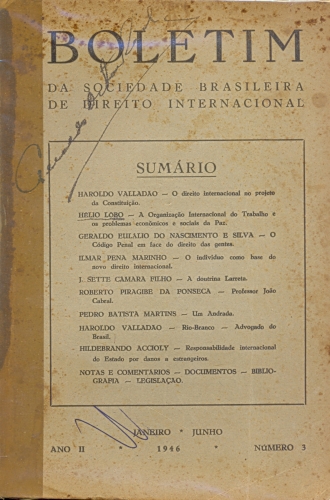 BOLETIM
DA SOCIEDADE BRASILEIRA
DE DIREITO INTERNACIONAL
SUMÁRIO
HAROLDO VALLADÃO — O direito internacional no projeto
da Constituição.
HELIO LOBO — A Organização Internacional do Trabalho e
os problemas econômicos e sociais da Paz.
GERALDO EULALIO DO NASCIMENTO E SILVA — O
Código Penal em face do direito das gentes.
ILMAR PENA MARINHO — O indivíduo como base do
novo direito internacional.
J. SETTE CAMARA FILHO — A doutrina Larreta.
ROBERTO PIRAGIBE DA FONSECA — Professor João
Cabral.
PEDRO BATISTA MARTINS — Um Andrada.
HAROLDO VALLADÃO — Rio-Branco — Advogado do
Brasil.
HILDEBRANDO ACCIOLY — Responsabilidade internacional
do Estado por danos a estrangeiros.
NOTAS E COMENTÁRIOS — DOCUMENTOS — BIBLIO-
GRAFIA — LEGISLAÇÃO.
JANEIRO * JUNHO
ANO II * 1946 * NÚMERO 3